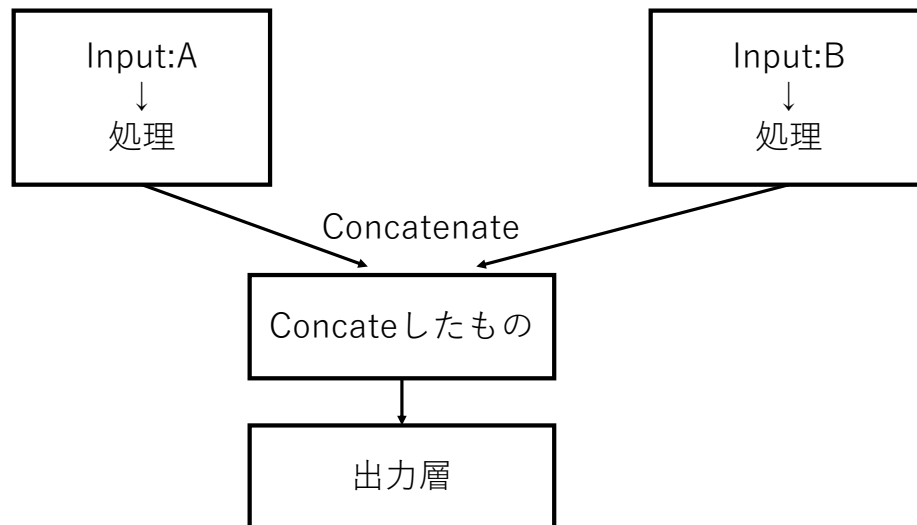 Input:A
↓
処理
Input:B
↓
処理
Concatenate
Concateしたもの
出力層